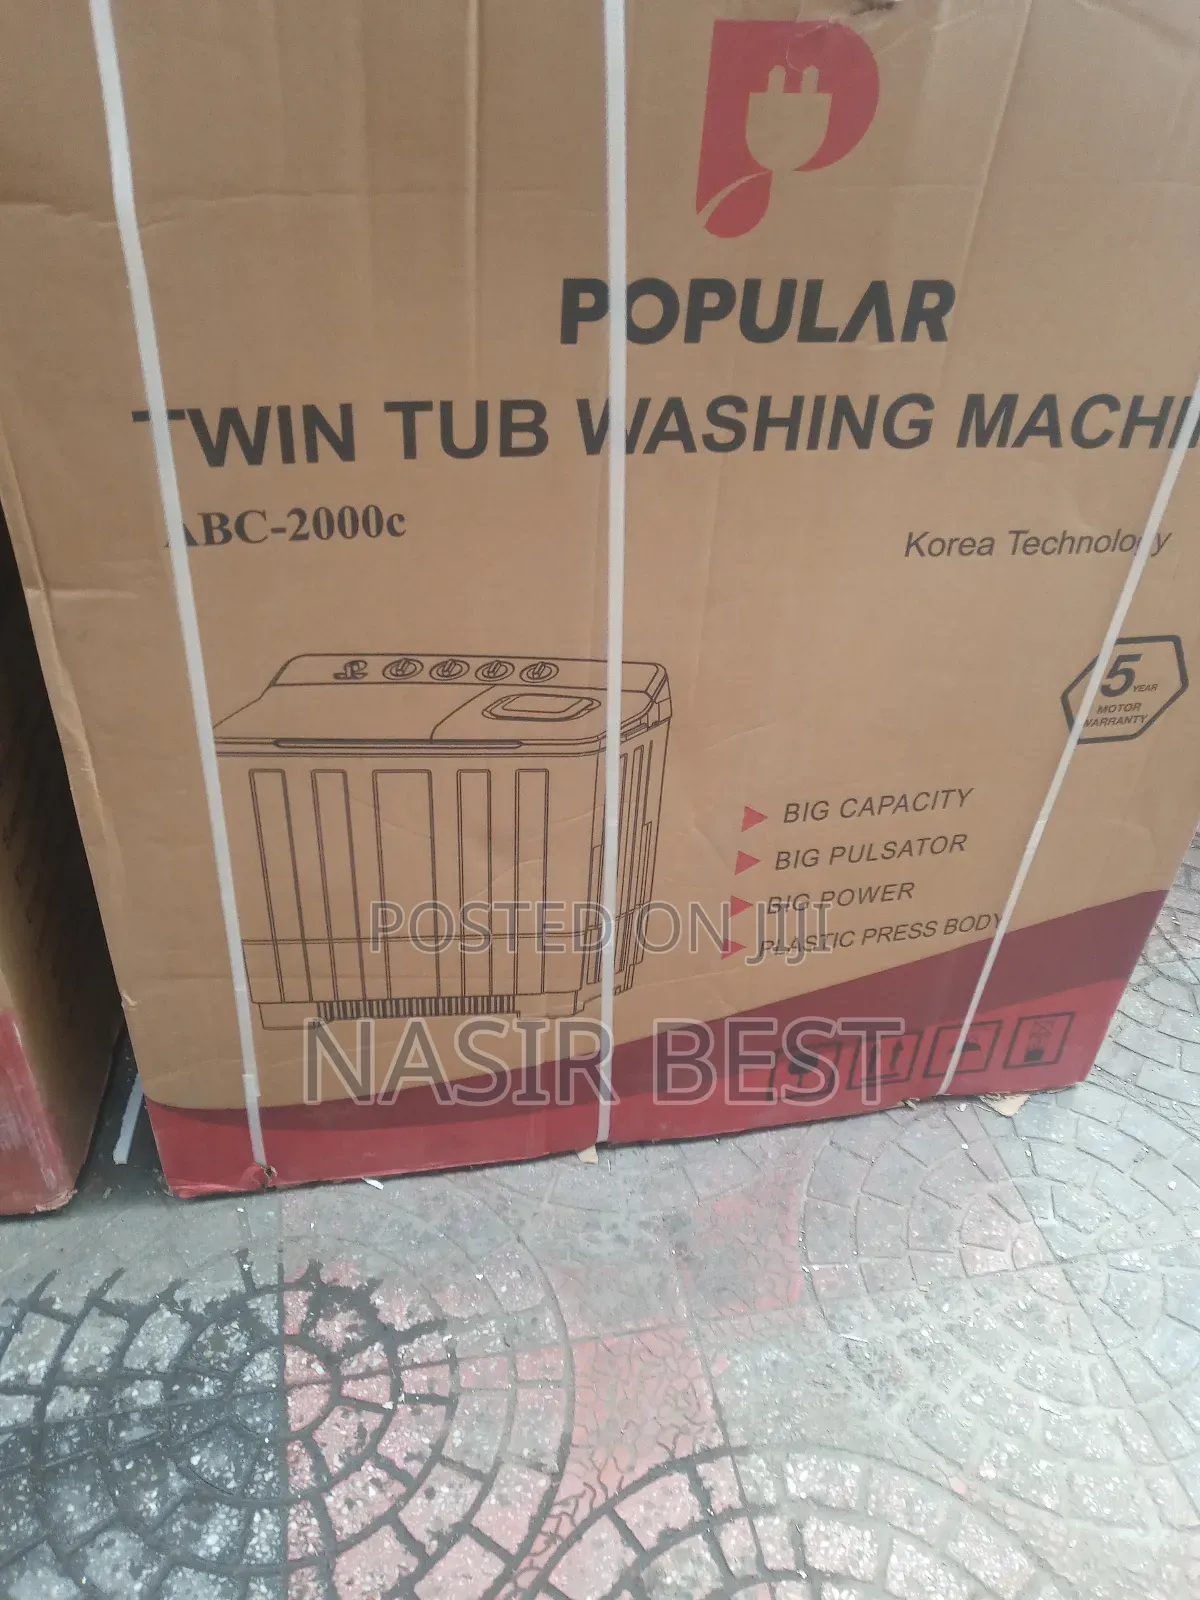 POPULAR
TWIN TUB WASHING MACHI
ABC-2000c
Korea Technology
5 YEAR
MOTOR
WARRANTY
BIG CAPACITY
BIG PULSATOR
BIG POWER
PLASTIC PRESS BODY
POSTED ON JIJI
NASIR BEST